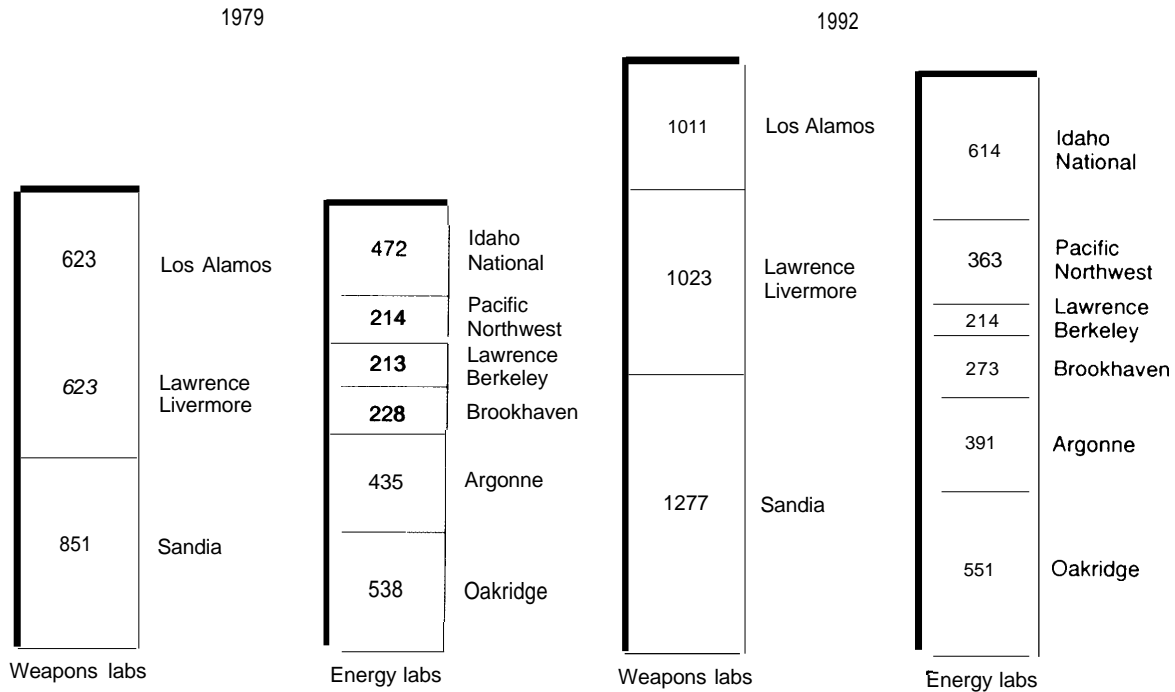 1979
623
Los Alamos
623
Lawrence
Livermore
851
Sandia
Weapons labs
472
Idaho
National
214
Pacific
Northwest
213
Lawrence
Berkeley
228
Brookhaven
435
Argonne
538
Oakridge
Energy labs
1992
1011
Los Alamos
1023
Lawrence
Livermore
1277
Sandia
Weapons labs
614
Idaho
National
363
Pacific
Northwest
214
Lawrence
Berkeley
273
Brookhaven
391
Argonne
551
Oakridge
Energy labs